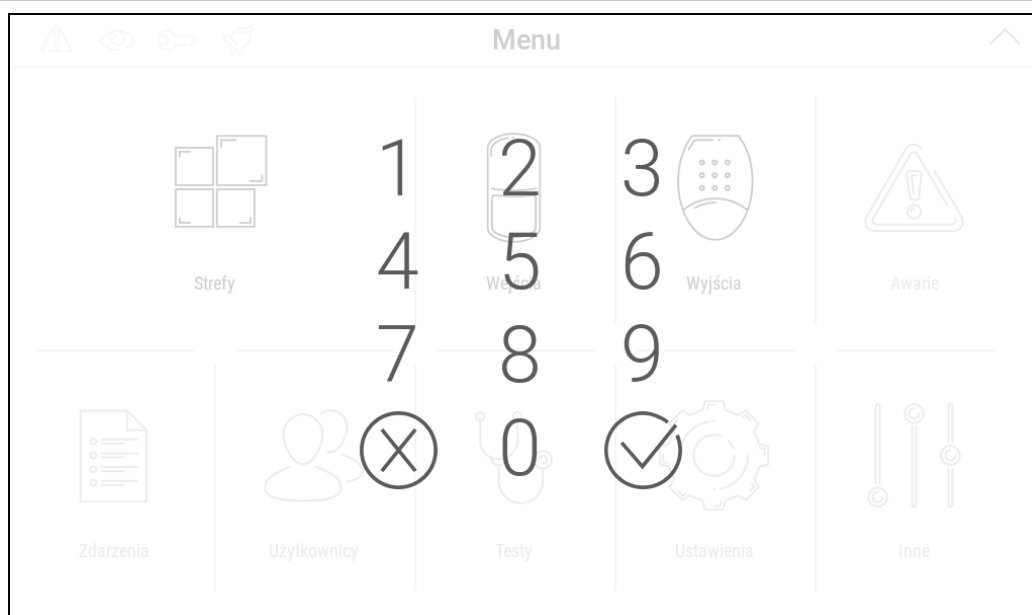 Menu
1 2 3
4 5 6
Strefy Wejścia Wyjścia Awarie
7 8 9
0
Zdarzenia Użytkownicy Testy Ustawienia Inne